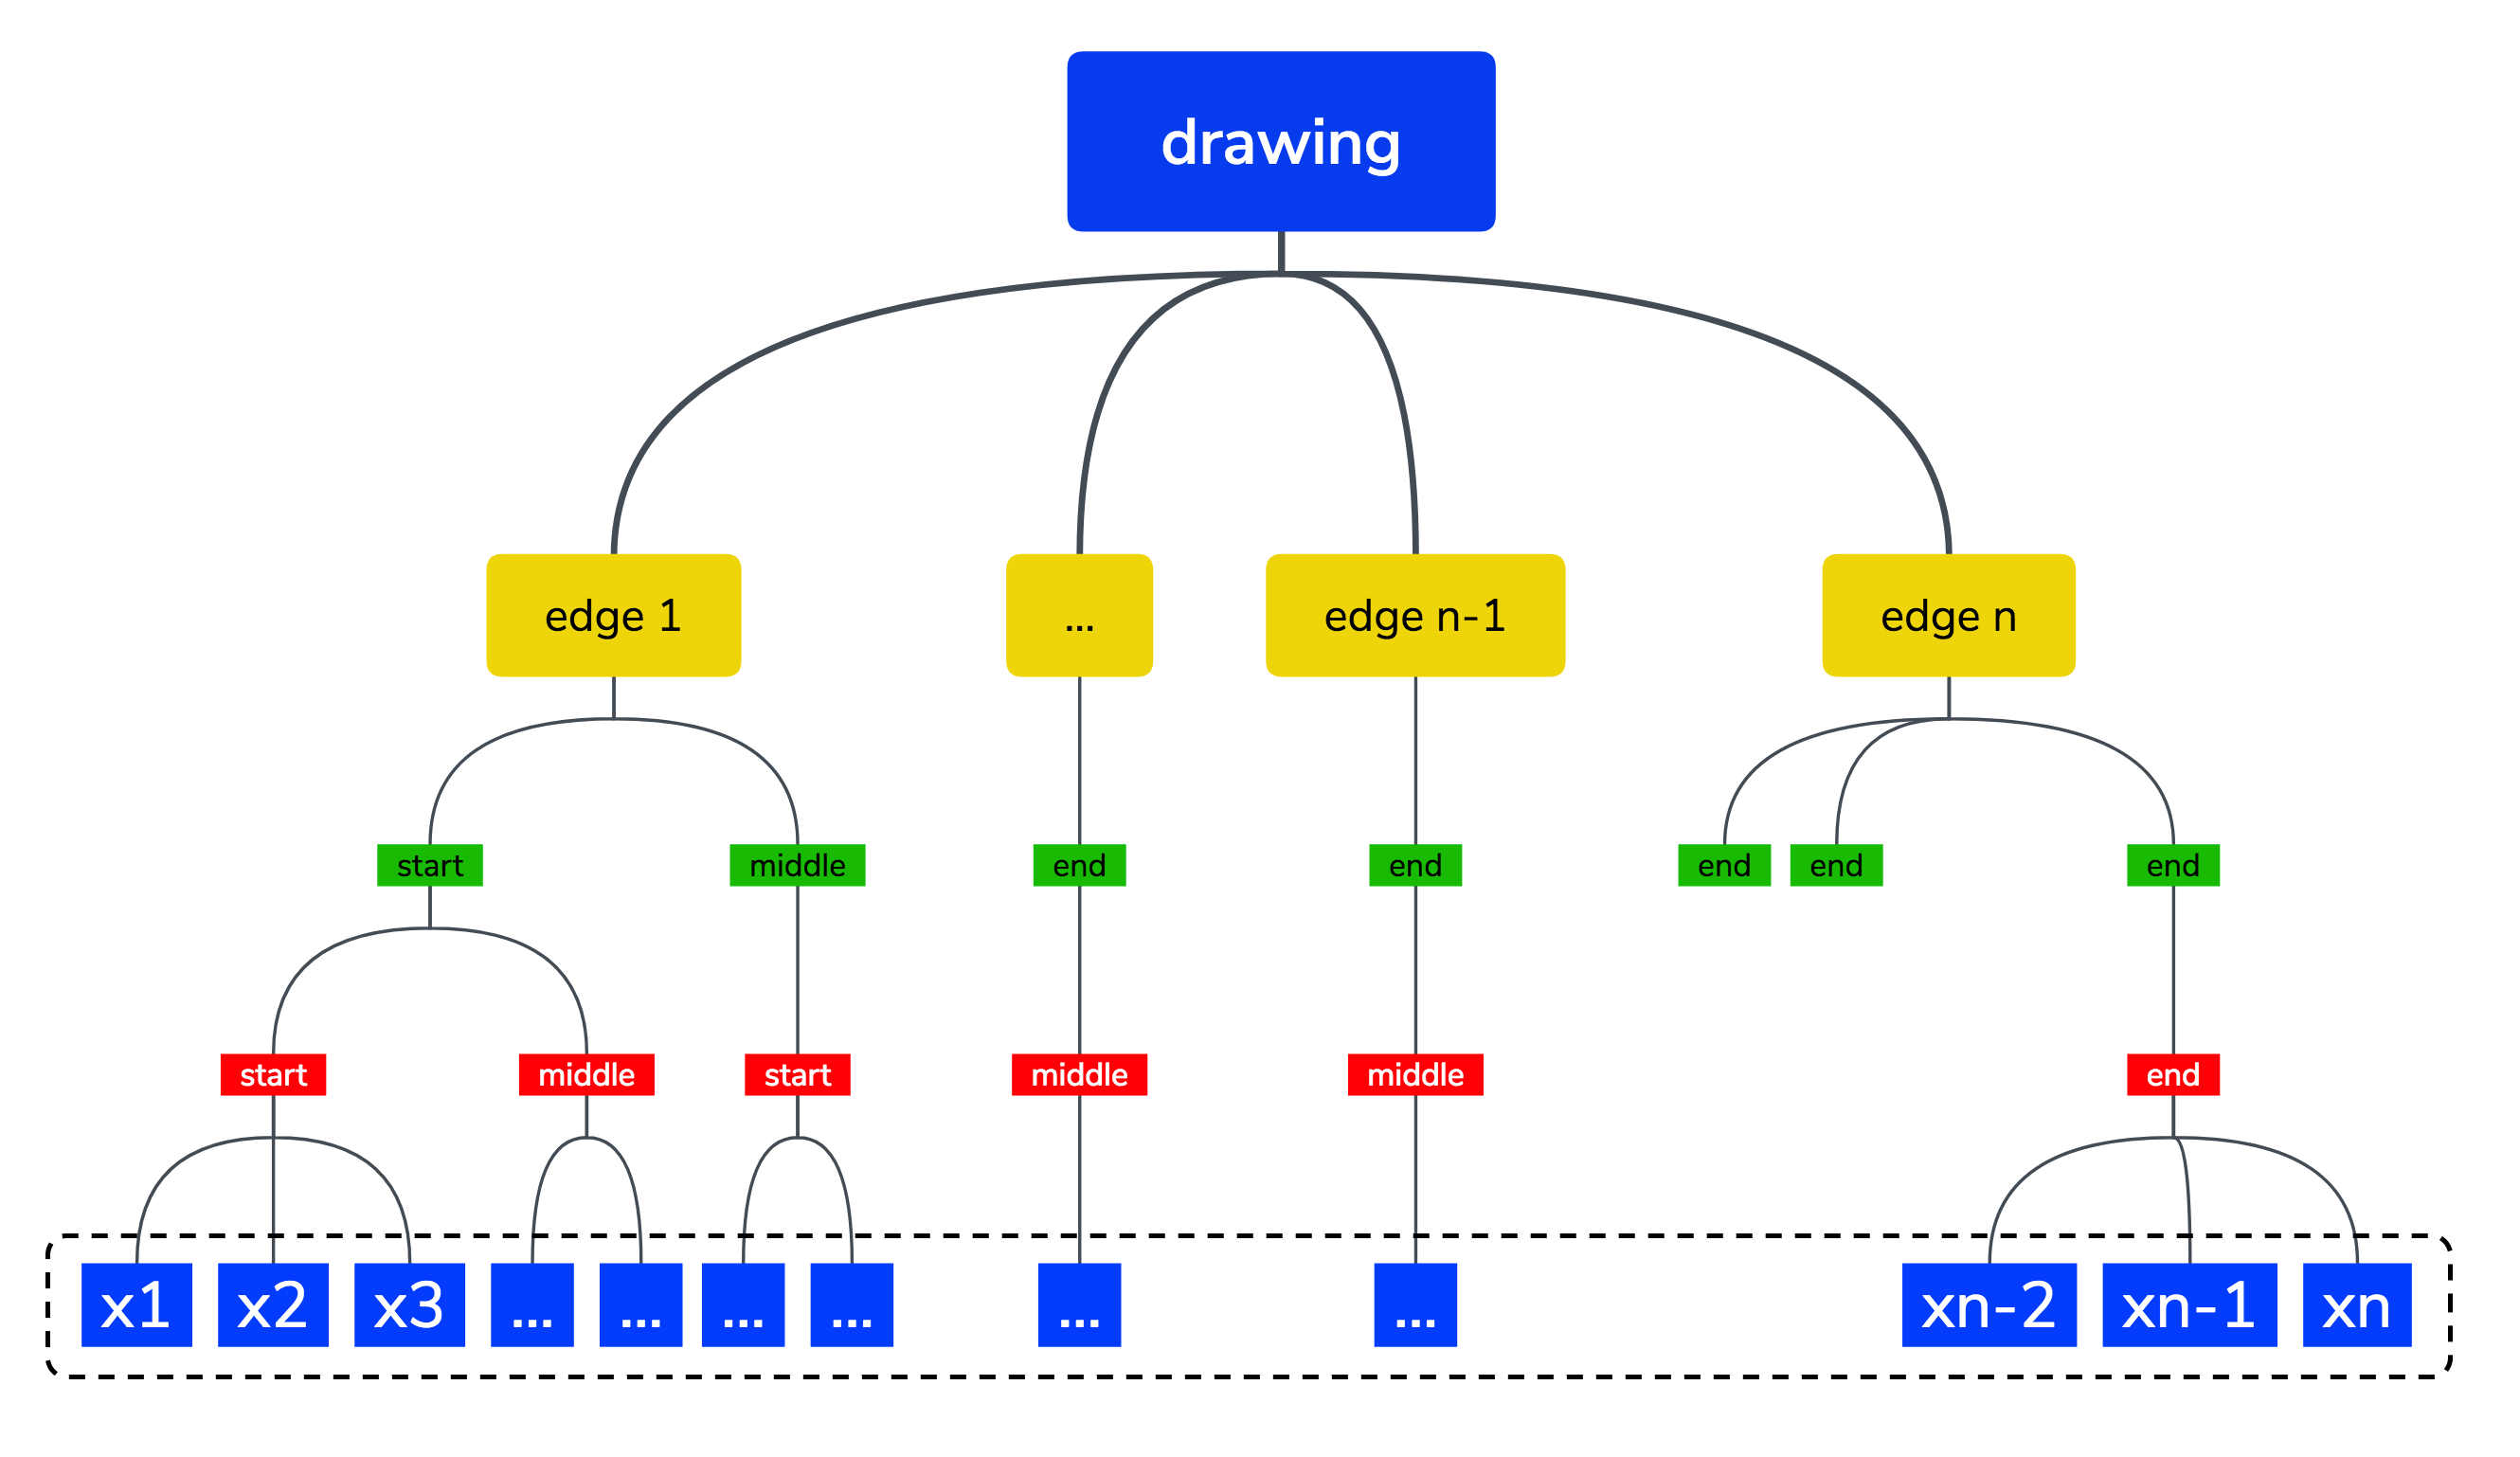 drawing
edge 1 ... edge n-1 edge n
start middle end end end end end
start middle start middle middle end
x1 x2 x3 ... ... ... ... ... ... xn-2 xn-1 xn